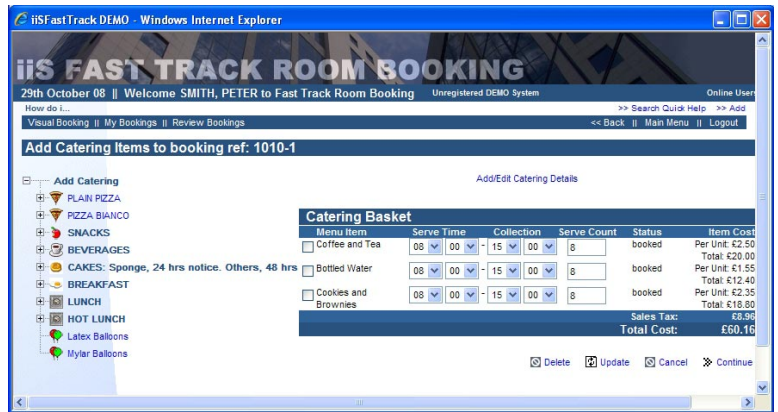 iiSFastTrack DEMO - Windows Internet Explorer
iiS FAST TRACK ROOM BOOKING
29th October 08 || Welcome SMITH, PETER to Fast Track Room Booking Unregistered DEMO System Online User
How do i... >> Search Quick Help >> Add
Visual Booking || My Bookings || Review Bookings << Back || Main Menu || Logout
Add Catering Items to booking ref: 1010-1
Add/Edit Catering Details
Add Catering
PLAIN PIZZA
PIZZA BIANCO
SNACKS
BEVERAGES
CAKES: Sponge, 24 hrs notice. Others, 48 hrs
BREAKFAST
LUNCH
HOT LUNCH
Latex Balloons
Mylar Balloons
Catering Basket
Menu Item Serve Time Collection Serve Count Status Item Cost
Coffee and Tea 08 00 - 15 00 8 booked Per Unit: £2.50
Total: £20.00
Bottled Water 08 00 - 15 00 8 booked Per Unit: £1.55
Total: £12.40
Cookies and 08 00 - 15 00 8 booked Per Unit: £2.35
Brownies Total: £18.80
Sales Tax: £8.96
Total Cost: £60.16
Delete Update Cancel Continue